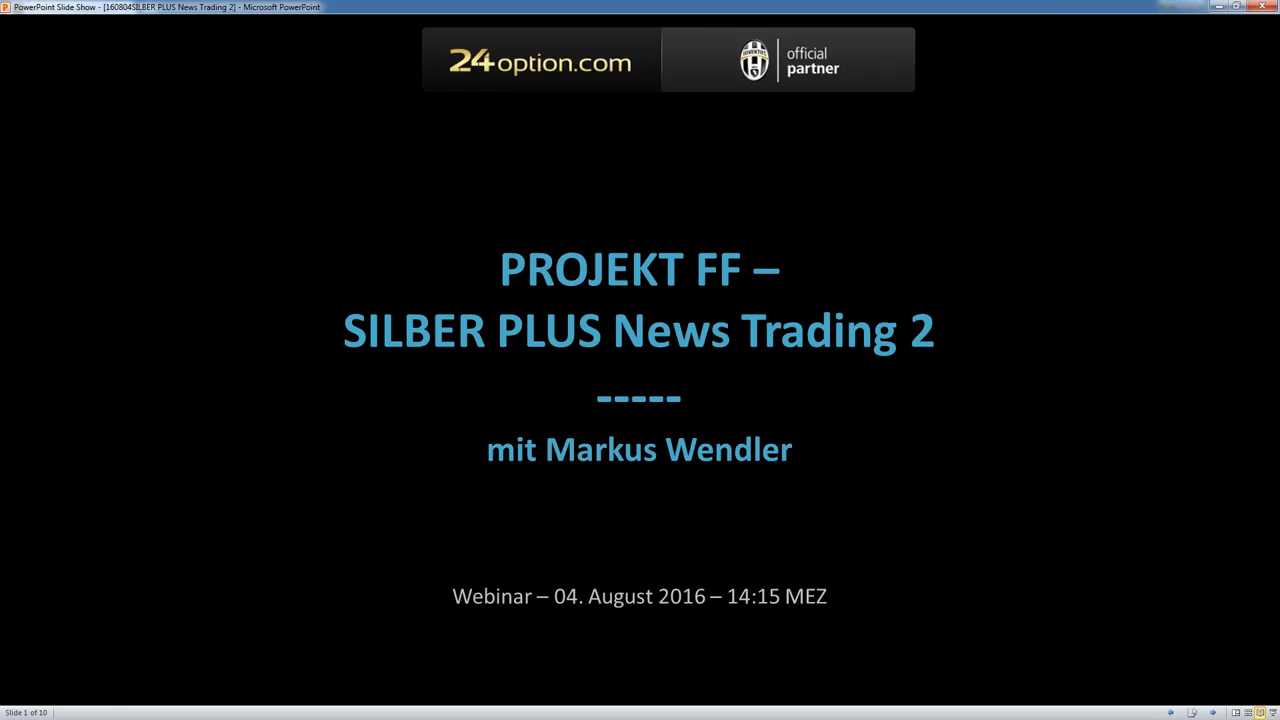 PowerPoint Slide Show - [160804SILBER PLUS News Trading 2] - Microsoft PowerPoint
24option.com
JUVENTUS
official
partner
PROJEKT FF –
SILBER PLUS News Trading 2
-----
mit Markus Wendler
Webinar – 04. August 2016 – 14:15 MEZ
Slide 1 of 10